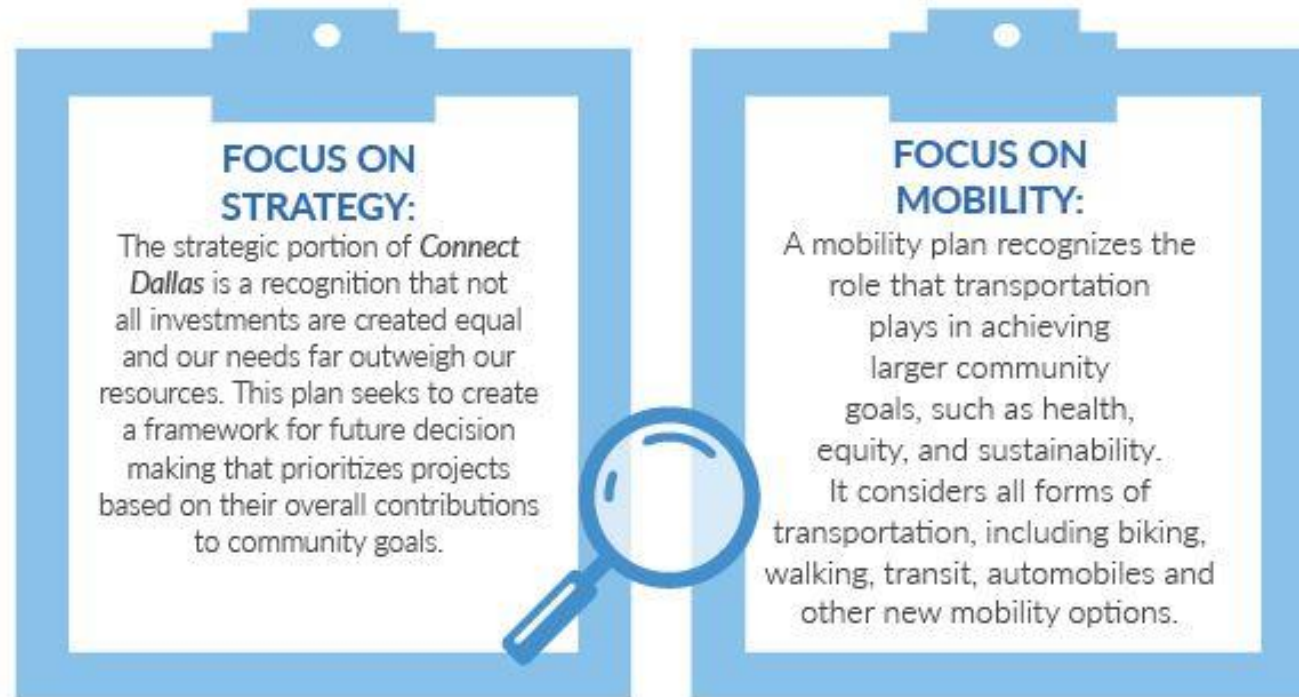 FOCUS ON
STRATEGY:
The strategic portion of Connect
Dallas is a recognition that not
all investments are created equal
and our needs far outweigh our
resources. This plan seeks to create
a framework for future decision
making that prioritizes projects
based on their overall contributions
to community goals.
FOCUS ON
MOBILITY:
A mobility plan recognizes the
role that transportation
plays in achieving
larger community
goals, such as health,
equity, and sustainability.
It considers all forms of
transportation, including biking,
walking, transit, automobiles and
other new mobility options.